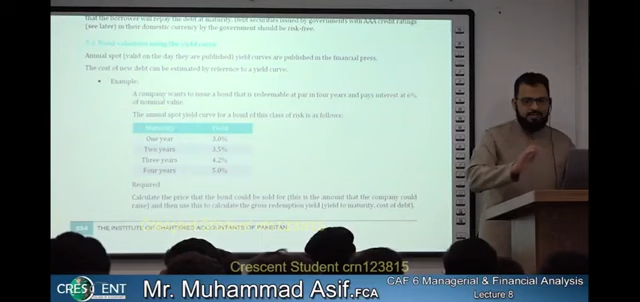 that the borrower will repay the debt at maturity. Debt securities issued by government with AAA credit ratings
(see later) in their domestic currency by the government should be risk-free.
Bond valuation using the yield curve
Annual spot (valid on the day they are published) yield curves are published in the financial press.
The cost of new debt can be estimated by reference to a yield curve.
• Example:
A company wants to issue a bond that is redeemable at par in four years and pays interest at 6%
of nominal value.
The annual spot yield curve for a bond of this class of risk is as follows:
Maturity Yield
One year 3.0%
Two years 3.5%
Three years 4.2%
Four years 5.0%
Required
Calculate the price that the bond could be sold for (this is the amount that the company could
raise) and then use this to calculate the gross redemption yield (yield to maturity, cost of debt).
THE INSTITUTE OF CHARTERED ACCOUNTANTS OF PAKISTAN
Crescent Student crn123815
CRESCENT
Mr. Muhammad Asif,FCA
CAF 6 Managerial & Financial Analysis
Lecture 8